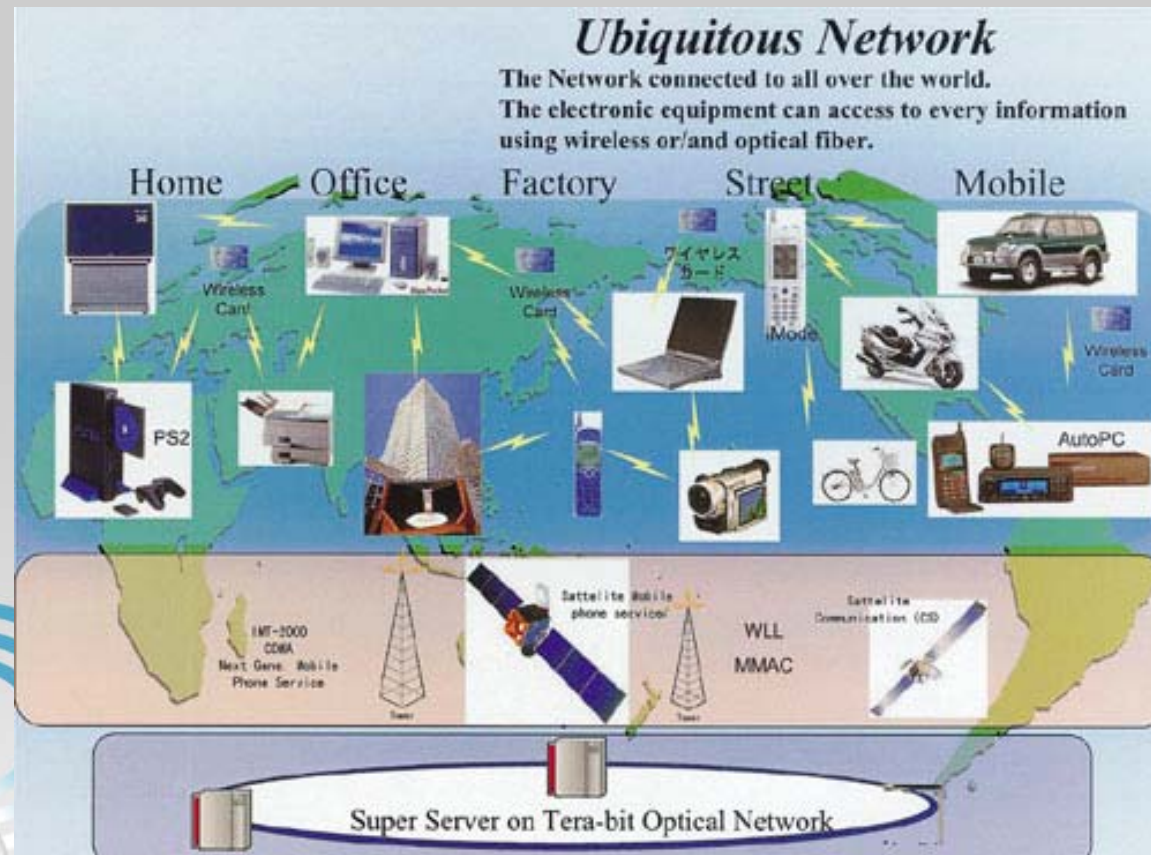 Ubiquitous Network
The Network connected to all over the world.
The electronic equipment can access to every information
using wireless or/and optical fiber.
Home Office Factory Street Mobile
Wireless
Card
Wireless
Card
ワイヤレス
カード
iMode
Wireless
Card
PS2
AutoPC
IMT-2000
CDMA
Next Gene. Mobile
Phone Service
Tower
Sattelite Mobile
phone service/
Tower
WLL
MMAC
Sattelite
Communication (CS)
Super Server on Tera-bit Optical Network